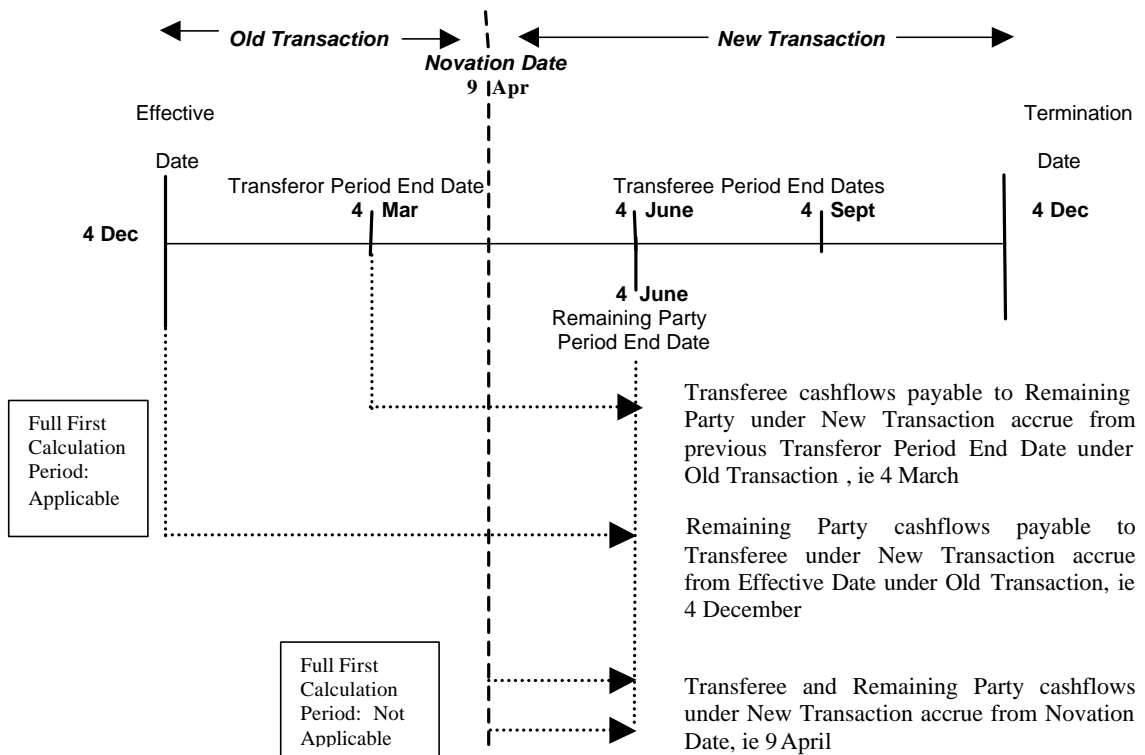 Old Transaction
New Transaction
Novation Date
9 Apr
Effective
Date
Termination
Date
Transferor Period End Date
4 Mar
Transferee Period End Dates
4 June
4 Sept
4 Dec
4 Dec
4 June
Remaining Party
Period End Date
Full First
Calculation
Period:
Applicable
Transferee cashflows payable to Remaining
Party under New Transaction accrue from
previous Transferor Period End Date under
Old Transaction , ie 4 March
Remaining Party cashflows payable to
Transferee under New Transaction accrue
from Effective Date under Old Transaction, ie
4 December
Full First
Calculation
Period: Not
Applicable
Transferee and Remaining Party cashflows
under New Transaction accrue from Novation
Date, ie 9 April